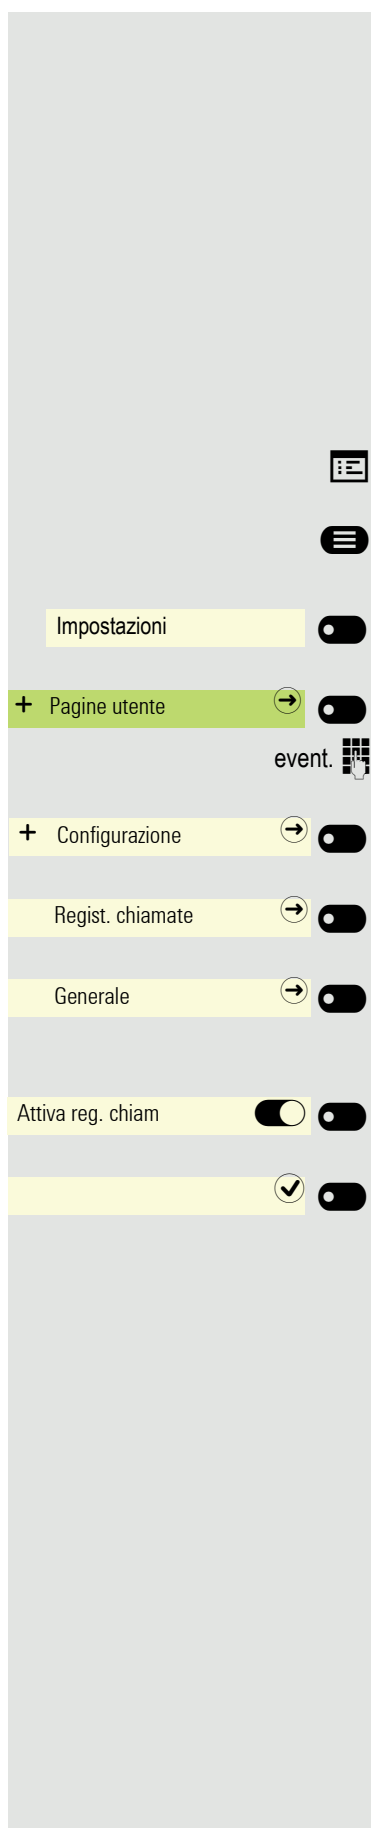 Impostazioni
+ Pagine utente
event.
+ Configurazione
Regist. chiamate
Generale
Attiva reg. chiam